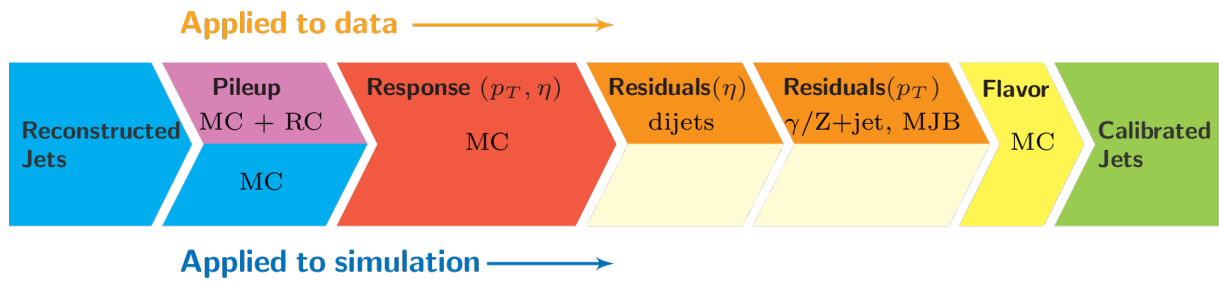 Applied to data
Reconstructed
Jets
Pileup
MC + RC
MC
Response (p_T, η)
MC
Residuals(η)
dijets
Residuals(p_T)
γ/Z+jet, MJB
Flavor
MC
Calibrated
Jets
Applied to simulation